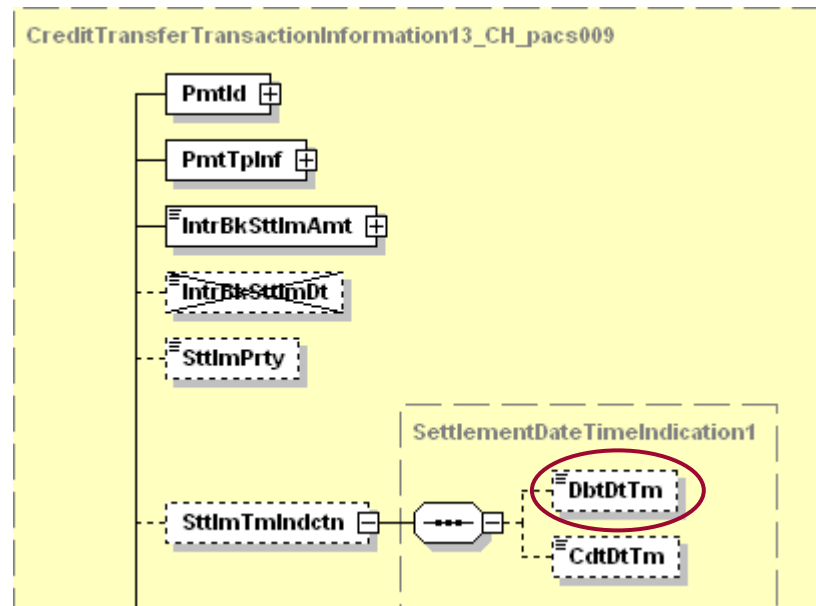 CreditTransferTransactionInformation13_CH_pacs009
PmtId
PmtTpInf
IntrBkSttlmAmt
IntrBkSttlmDt
SttlmPrty
SettlementDateTimeIndication1
DbtDtTm
SttlmTmIndctn
CdtDtTm